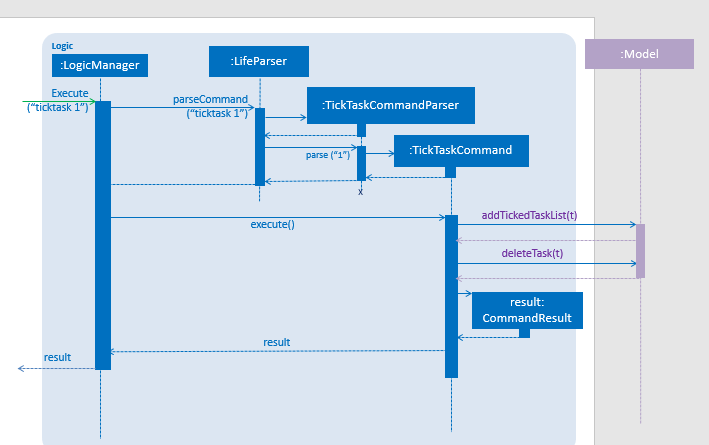 Logic
:LogicManager
:LifeParser
:Model
Execute
(“ticktask 1”)
parseCommand
(“ticktask 1”)
:TickTaskCommandParser
parse (“1”)
:TickTaskCommand
x
execute()
addTickedTaskList(t)
deleteTask(t)
result:
CommandResult
result
result